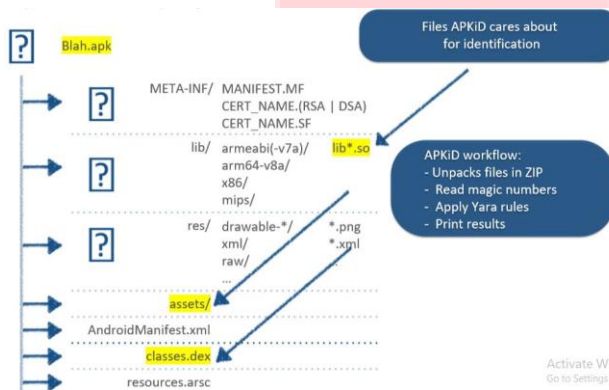 Files APKiD cares about
for identification
Blah.apk
META-INF/ MANIFEST.MF
CERT_NAME.(RSA | DSA)
CERT_NAME.SF
lib/ armeabi(-v7a)/ lib*.so
arm64-v8a/
x86/
mips/
APKiD workflow:
- Unpacks files in ZIP
- Read magic numbers
- Apply Yara rules
- Print results
res/ drawable-*/ *.png
xml/ *.xml
raw/ ...
...
assets/
AndroidManifest.xml
classes.dex
resources.arsc
Activate W
Go to Settings